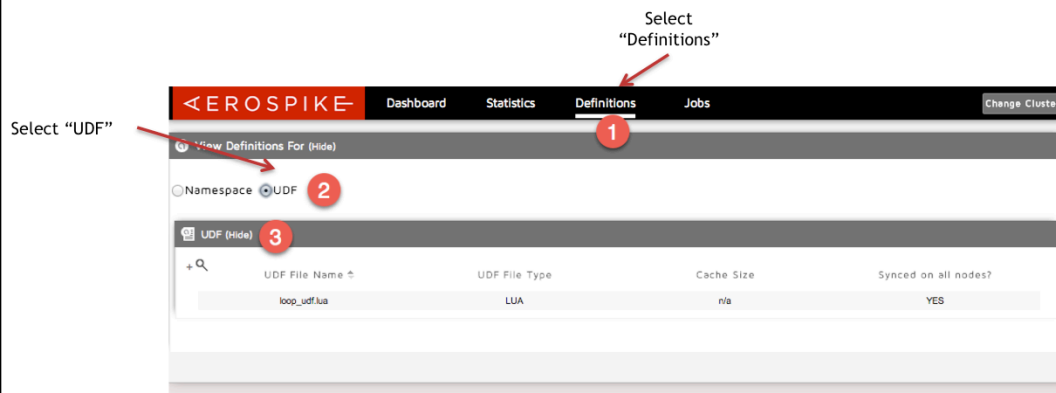 Select
“Definitions”
AEROSPIKE Dashboard Statistics Definitions Jobs Change Cluste
1
Select “UDF”
View Definitions For (Hide)
Namespace UDF 2
UDF (Hide) 3
+
UDF File Name UDF File Type Cache Size Synced on all nodes?
loop_udf.lua LUA n/a YES